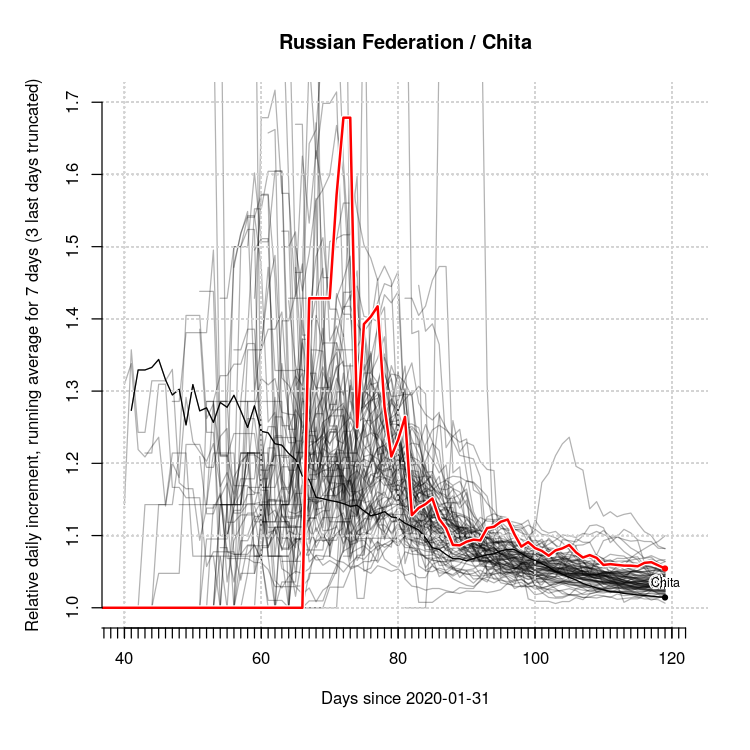 Russian Federation / Chita
Relative daily increment, running average for 7 days (3 last days truncated)
1.7
1.6
1.5
1.4
1.3
1.2
1.1
1.0
Chita
40 60 80 100 120
Days since 2020-01-31